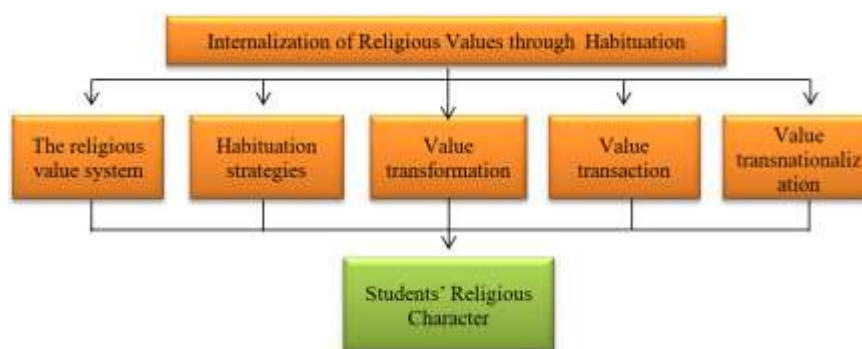 Internalization of Religious Values through Habituation
The religious
value system
Habituation
strategies
Value
transformation
Value
transaction
Value
transnationaliz
ation
Students’ Religious
Character